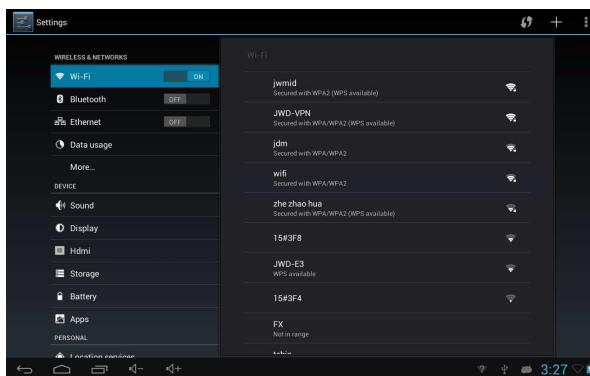 Settings
WIRELESS & NETWORKS
Wi-Fi
ON
Bluetooth
OFF
Ethernet
OFF
Data usage
More...
DEVICE
Sound
Display
Hdmi
Storage
Battery
Apps
PERSONAL
Location services
Wi-Fi
jwmid
Secured with WPA2 (WPS available)
JWD-VPN
Secured with WPA/WPA2 (WPS available)
jdm
Secured with WPA/WPA2
wifi
Secured with WPA/WPA2
zhe zhao hua
Secured with WPA/WPA2 (WPS available)
15#3F8
JWD-E3
WPS available
15#3F4
FX
Not in range
3:27